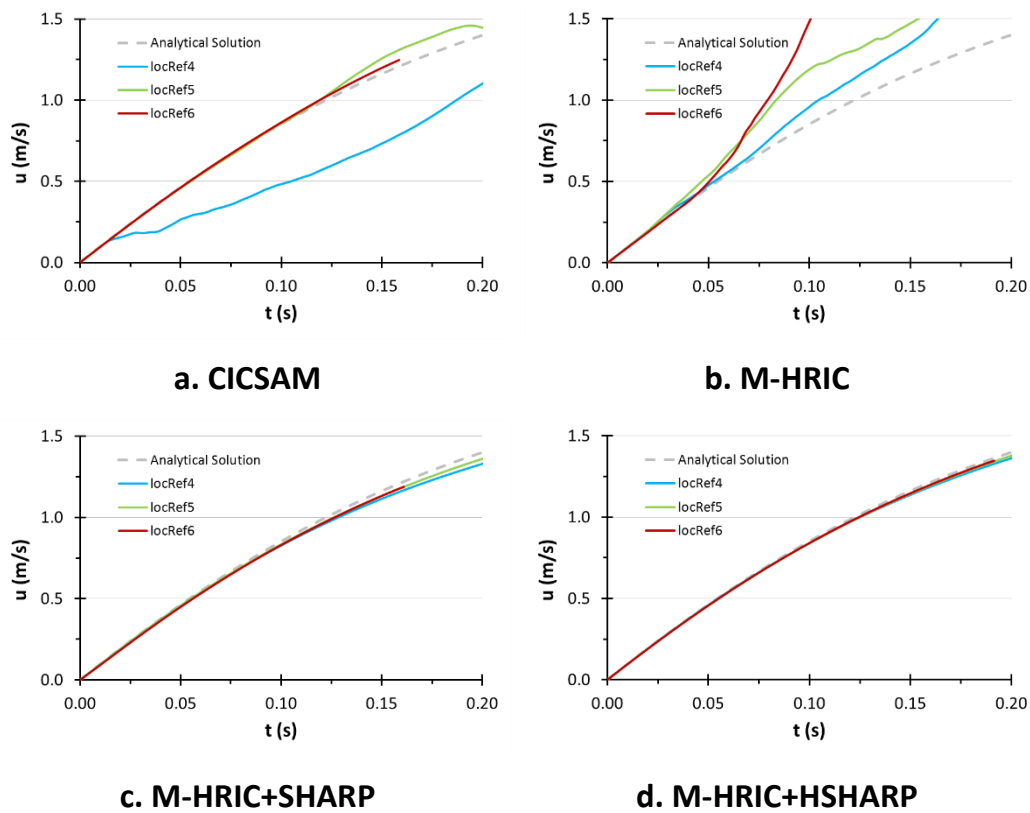 1.5
1.0
0.5
0.0
u (m/s)
Analytical Solution
locRef4
locRef5
locRef6
0.00 0.05 0.10 0.15 0.20
t (s)
a. CICSAM
1.5
1.0
0.5
0.0
u (m/s)
Analytical Solution
locRef4
locRef5
locRef6
0.00 0.05 0.10 0.15 0.20
t (s)
b. M-HRIC
1.5
1.0
0.5
0.0
u (m/s)
Analytical Solution
locRef4
locRef5
locRef6
0.00 0.05 0.10 0.15 0.20
t (s)
c. M-HRIC+SHARP
1.5
1.0
0.5
0.0
u (m/s)
Analytical Solution
locRef4
locRef5
locRef6
0.00 0.05 0.10 0.15 0.20
t (s)
d. M-HRIC+HSHARP